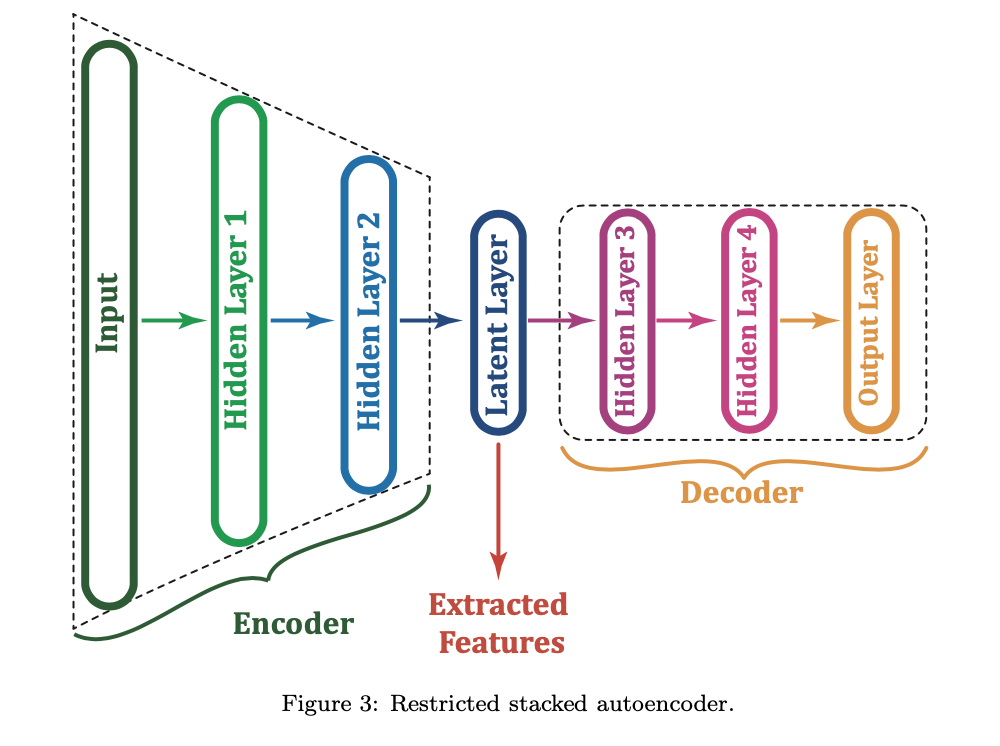 Input
Hidden Layer 1
Hidden Layer 2
Latent Layer
Hidden Layer 3
Hidden Layer 4
Output Layer
Decoder
Encoder
Extracted
Features
Figure 3: Restricted stacked autoencoder.